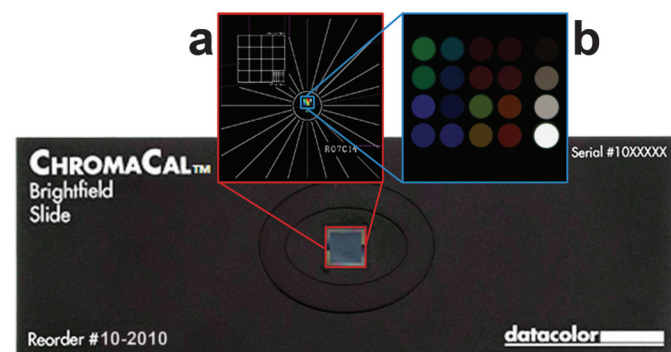 a
b
R07C14
CHROMACAL™
Brightfield
Slide
Serial #10XXXXX
Reorder #10-2010
datacolor